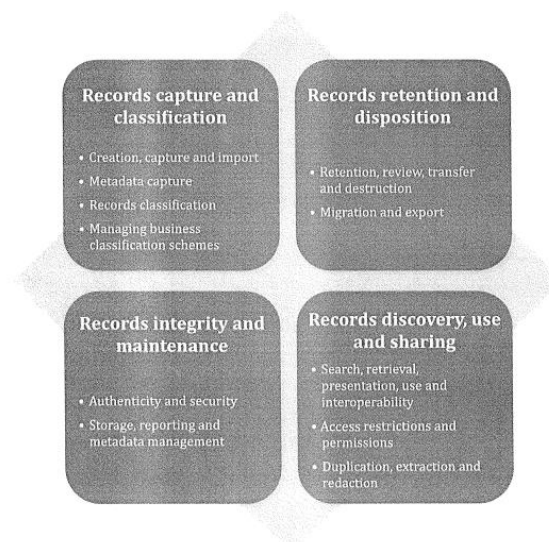 Records capture and
classification
• Creation, capture and import
• Metadata capture
• Records classification
• Managing business
classification schemes
Records retention and
disposition
• Retention, review, transfer
and destruction
• Migration and export
Records integrity and
maintenance
• Authenticity and security
• Storage, reporting and
metadata management
Records discovery, use
and sharing
• Search, retrieval,
presentation, use and
interoperability
• Access restrictions and
permissions
• Duplication, extraction and
redaction